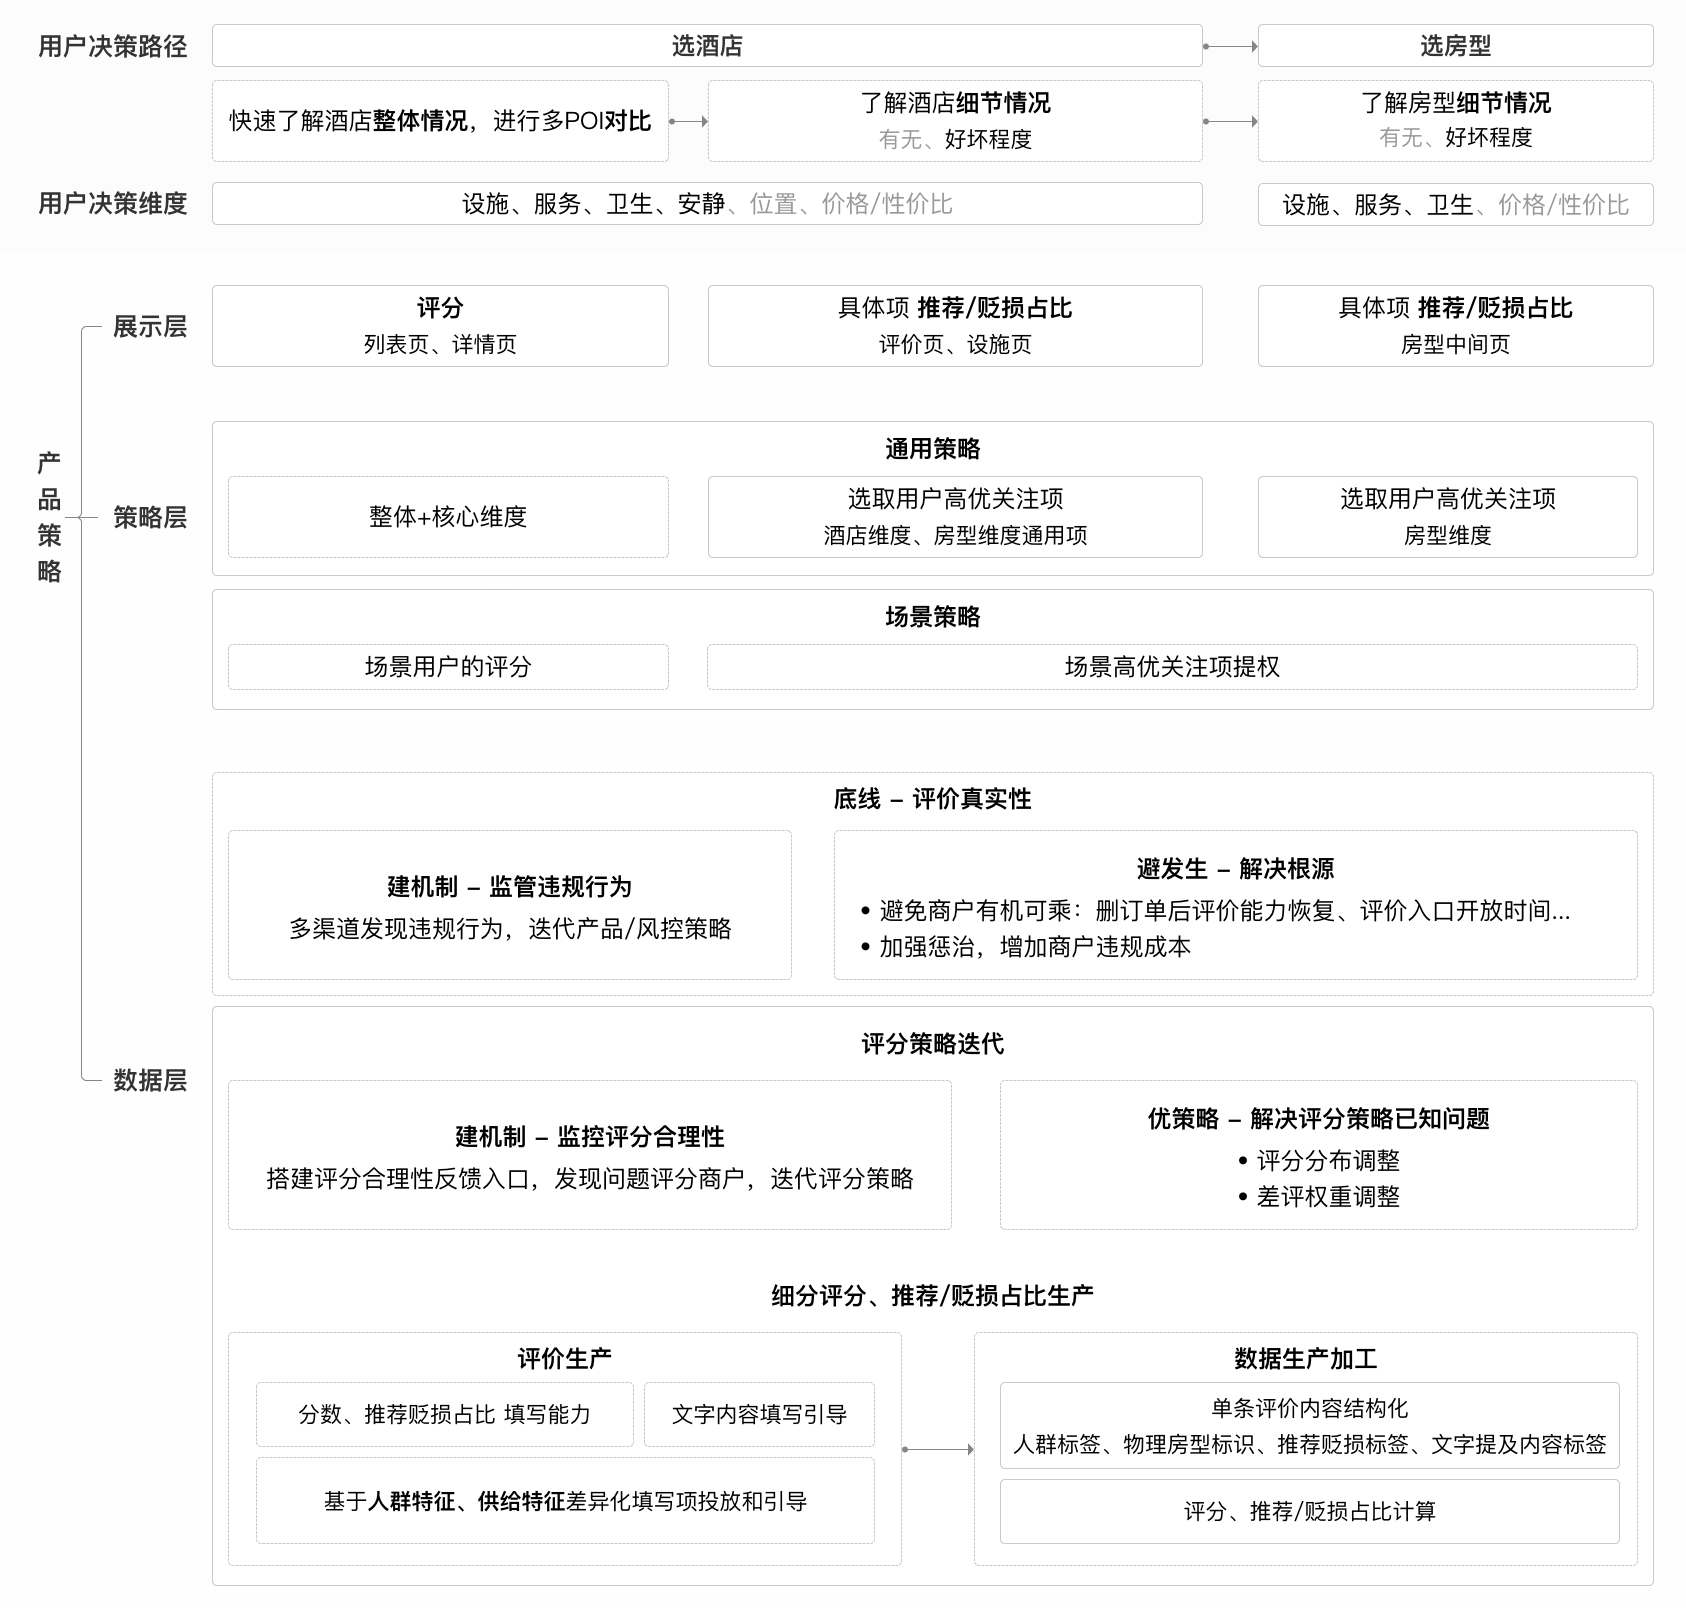 用户决策路径
选酒店
选房型
快速了解酒店整体情况，进行多POI对比
了解酒店细节情况
有无、好坏程度
了解房型细节情况
有无、好坏程度
用户决策维度
设施、服务、卫生、安静、位置、价格/性价比
设施、服务、卫生、价格/性价比
产品策略
展示层
评分
列表页、详情页
具体项 推荐/贬损占比
评价页、设施页
具体项 推荐/贬损占比
房型中间页
策略层
通用策略
整体+核心维度
选取用户高优关注项
酒店维度、房型维度通用项
选取用户高优关注项
房型维度
场景策略
场景用户的评分
场景高优关注项提权
数据层
底线 – 评价真实性
建机制 – 监管违规行为
多渠道发现违规行为，迭代产品/风控策略
避发生 – 解决根源
• 避免商户有机可乘：删订单后评价能力恢复、评价入口开放时间...
• 加强惩治，增加商户违规成本
评分策略迭代
建机制 – 监控评分合理性
搭建评分合理性反馈入口，发现问题评分商户，迭代评分策略
优策略 – 解决评分策略已知问题
• 评分分布调整
• 差评权重调整
细分评分、推荐/贬损占比生产
评价生产
分数、推荐贬损占比 填写能力
文字内容填写引导
基于人群特征、供给特征差异化填写项投放和引导
数据生产加工
单条评价内容结构化
人群标签、物理房型标识、推荐贬损标签、文字提及内容标签
评分、推荐/贬损占比计算